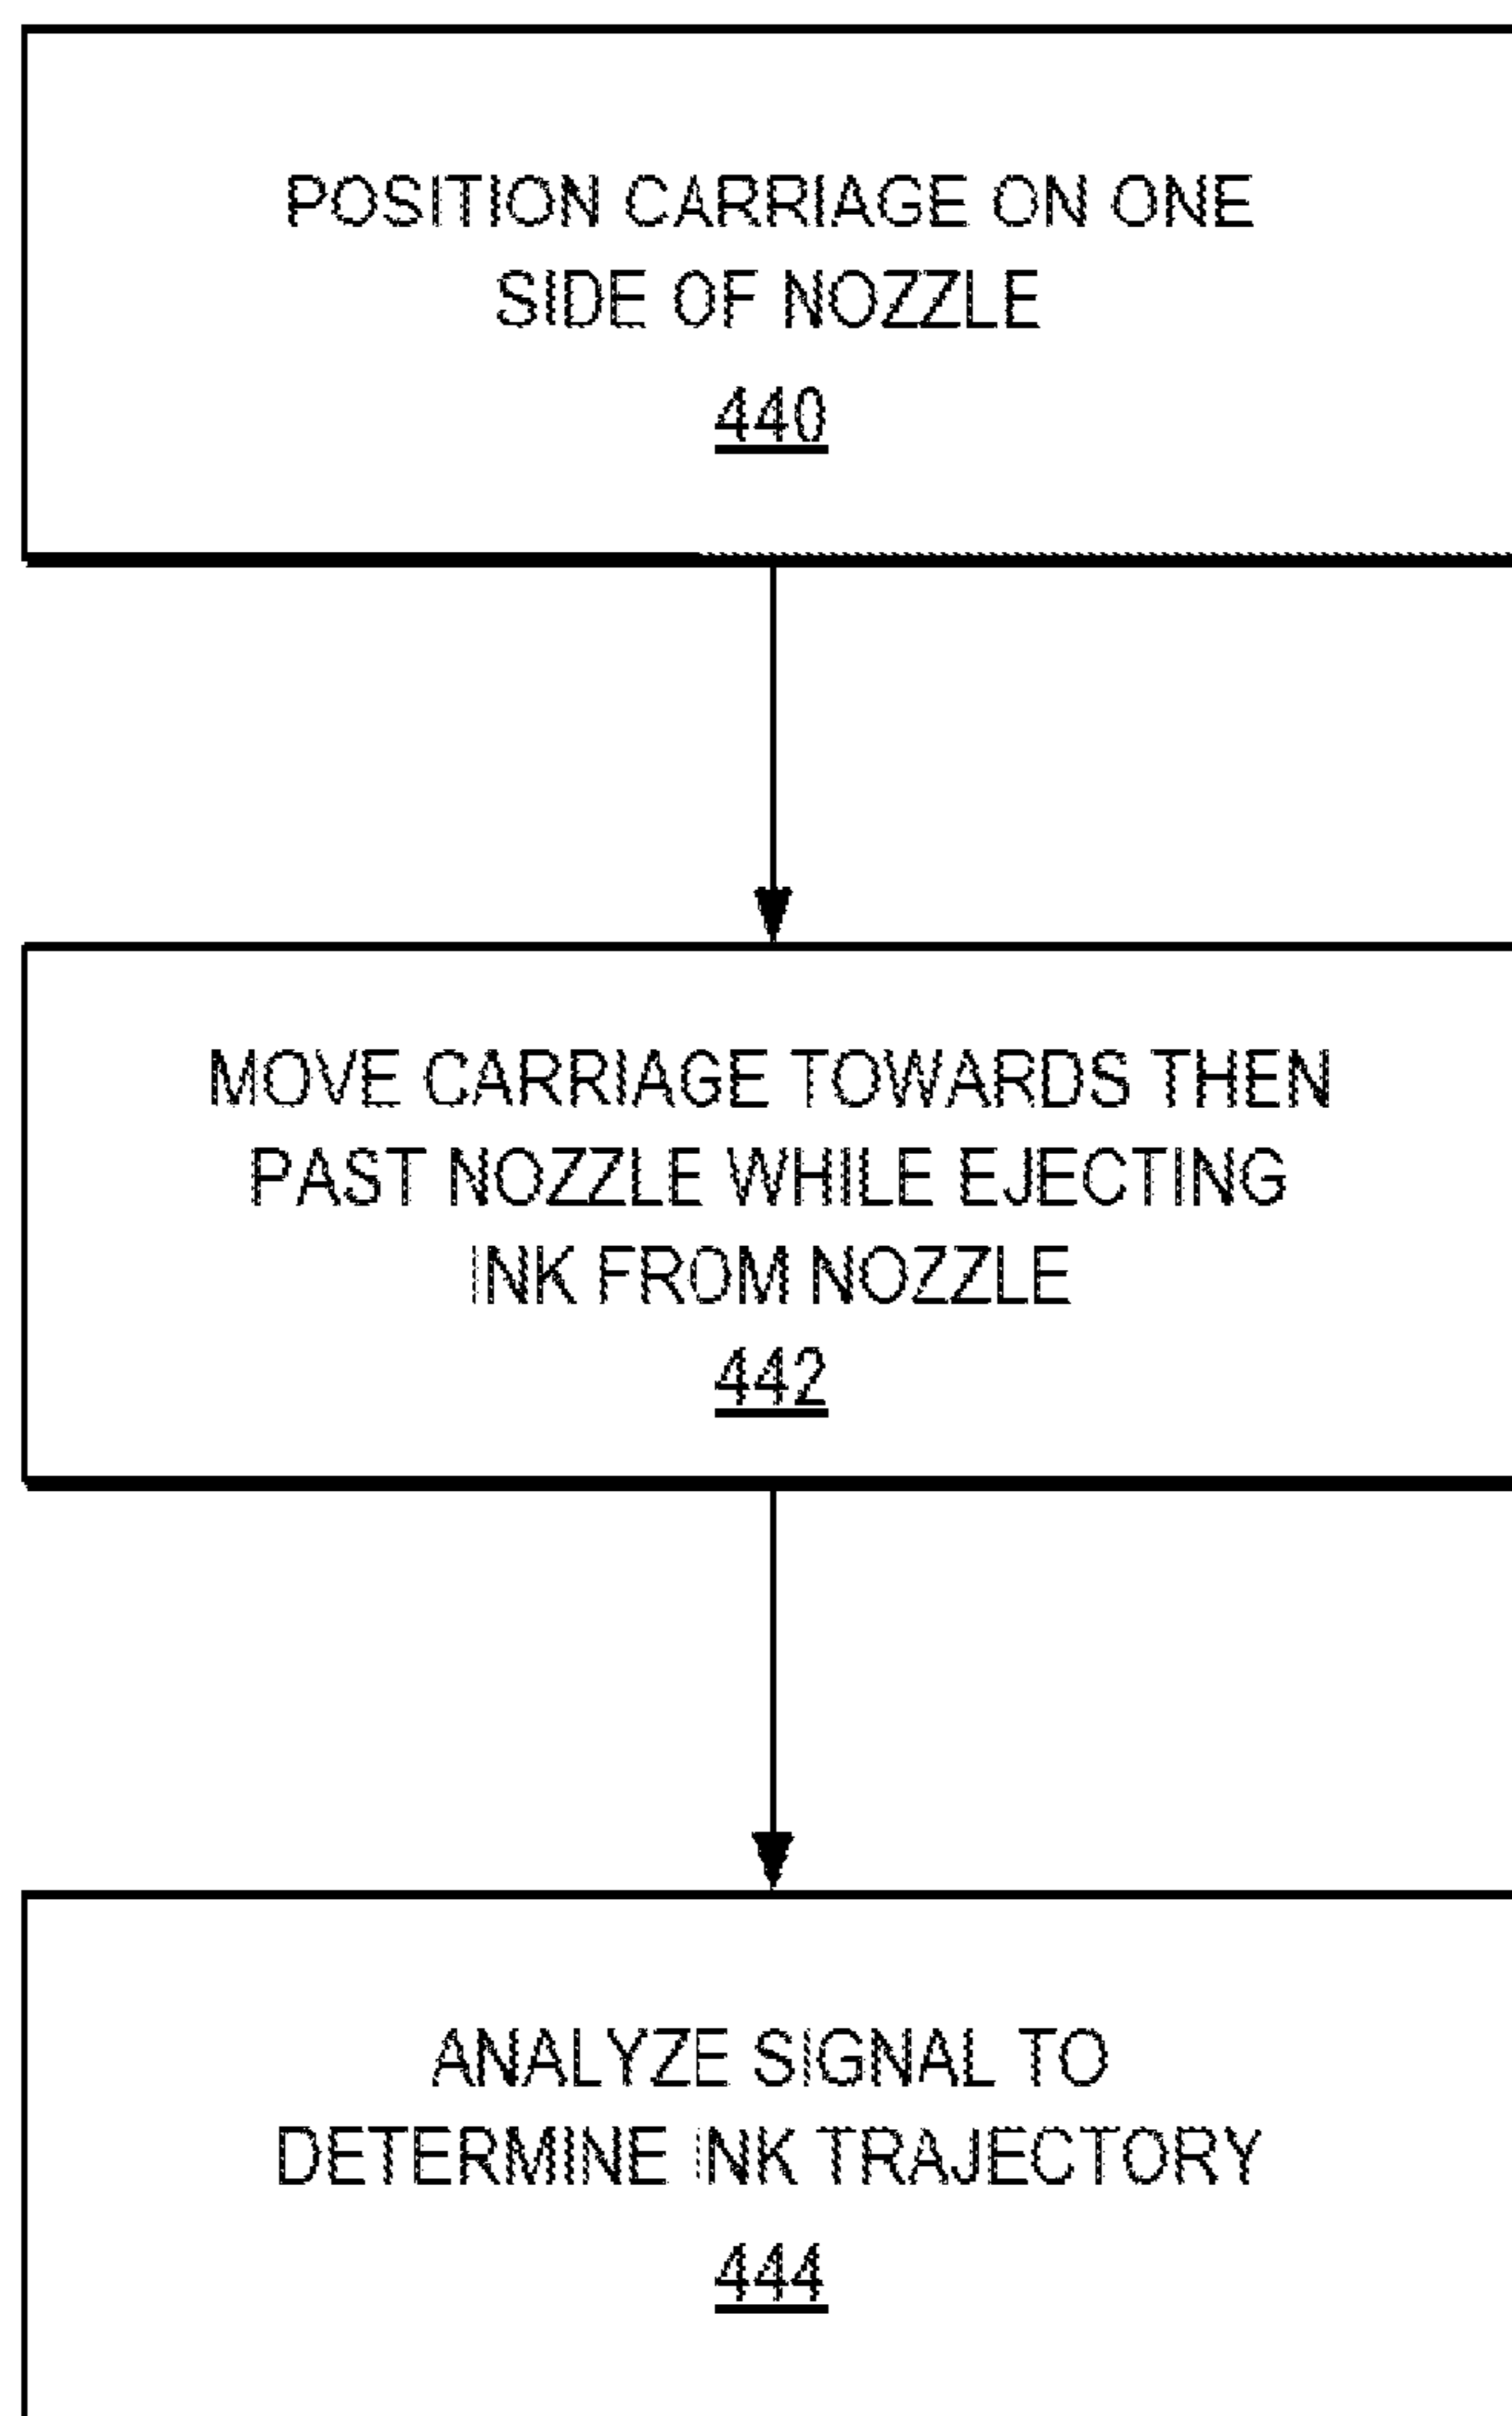 POSITION CARRIAGE ON ONE
SIDE OF NOZZLE
440
MOVE CARRIAGE TOWARDS THEN
PAST NOZZLE WHILE EJECTING
INK FROM NOZZLE
442
ANALYZE SIGNAL TO
DETERMINE INK TRAJECTORY
444